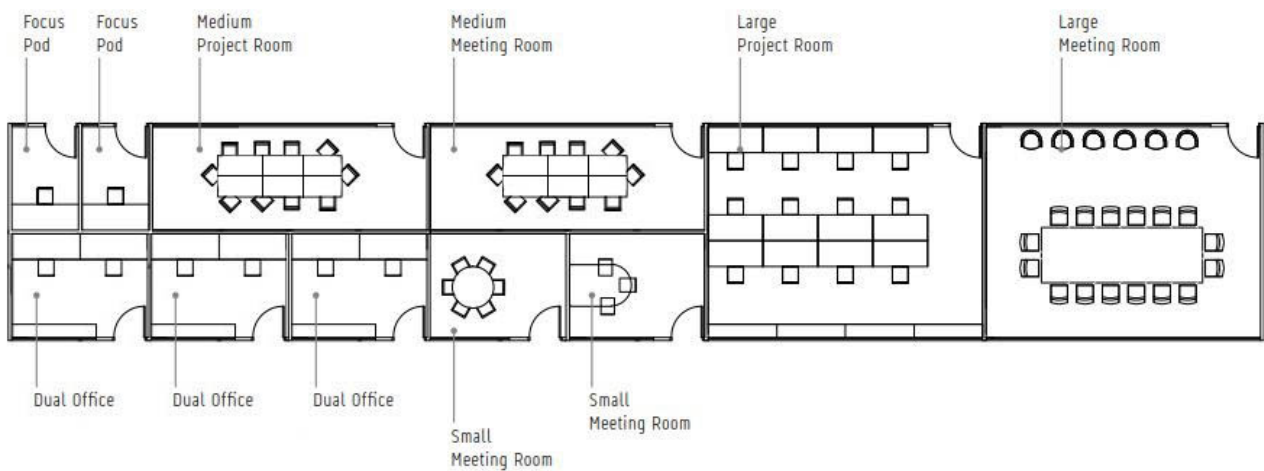 Focus
Pod
Focus
Pod
Medium
Project Room
Medium
Meeting Room
Large
Project Room
Large
Meeting Room
Dual Office
Dual Office
Dual Office
Small
Meeting Room
Small
Meeting Room